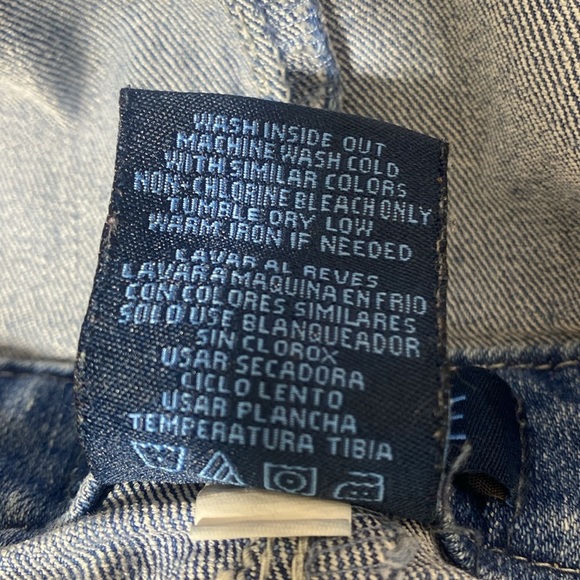 WASH INSIDE OUT
MACHINE WASH COLD
WITH SIMILAR COLORS
NON-CHLORINE BLEACH ONLY
TUMBLE DRY LOW
WARM IRON IF NEEDED
LAVAR AL REVES
LAVAR A MAQUINA EN FRIO
CON COLORES SIMILARES
SOLO USE BLANQUEADOR
SIN CLOROX
USAR SECADORA
CICLO LENTO
USAR PLANCHA
TEMPERATURA TIBIA